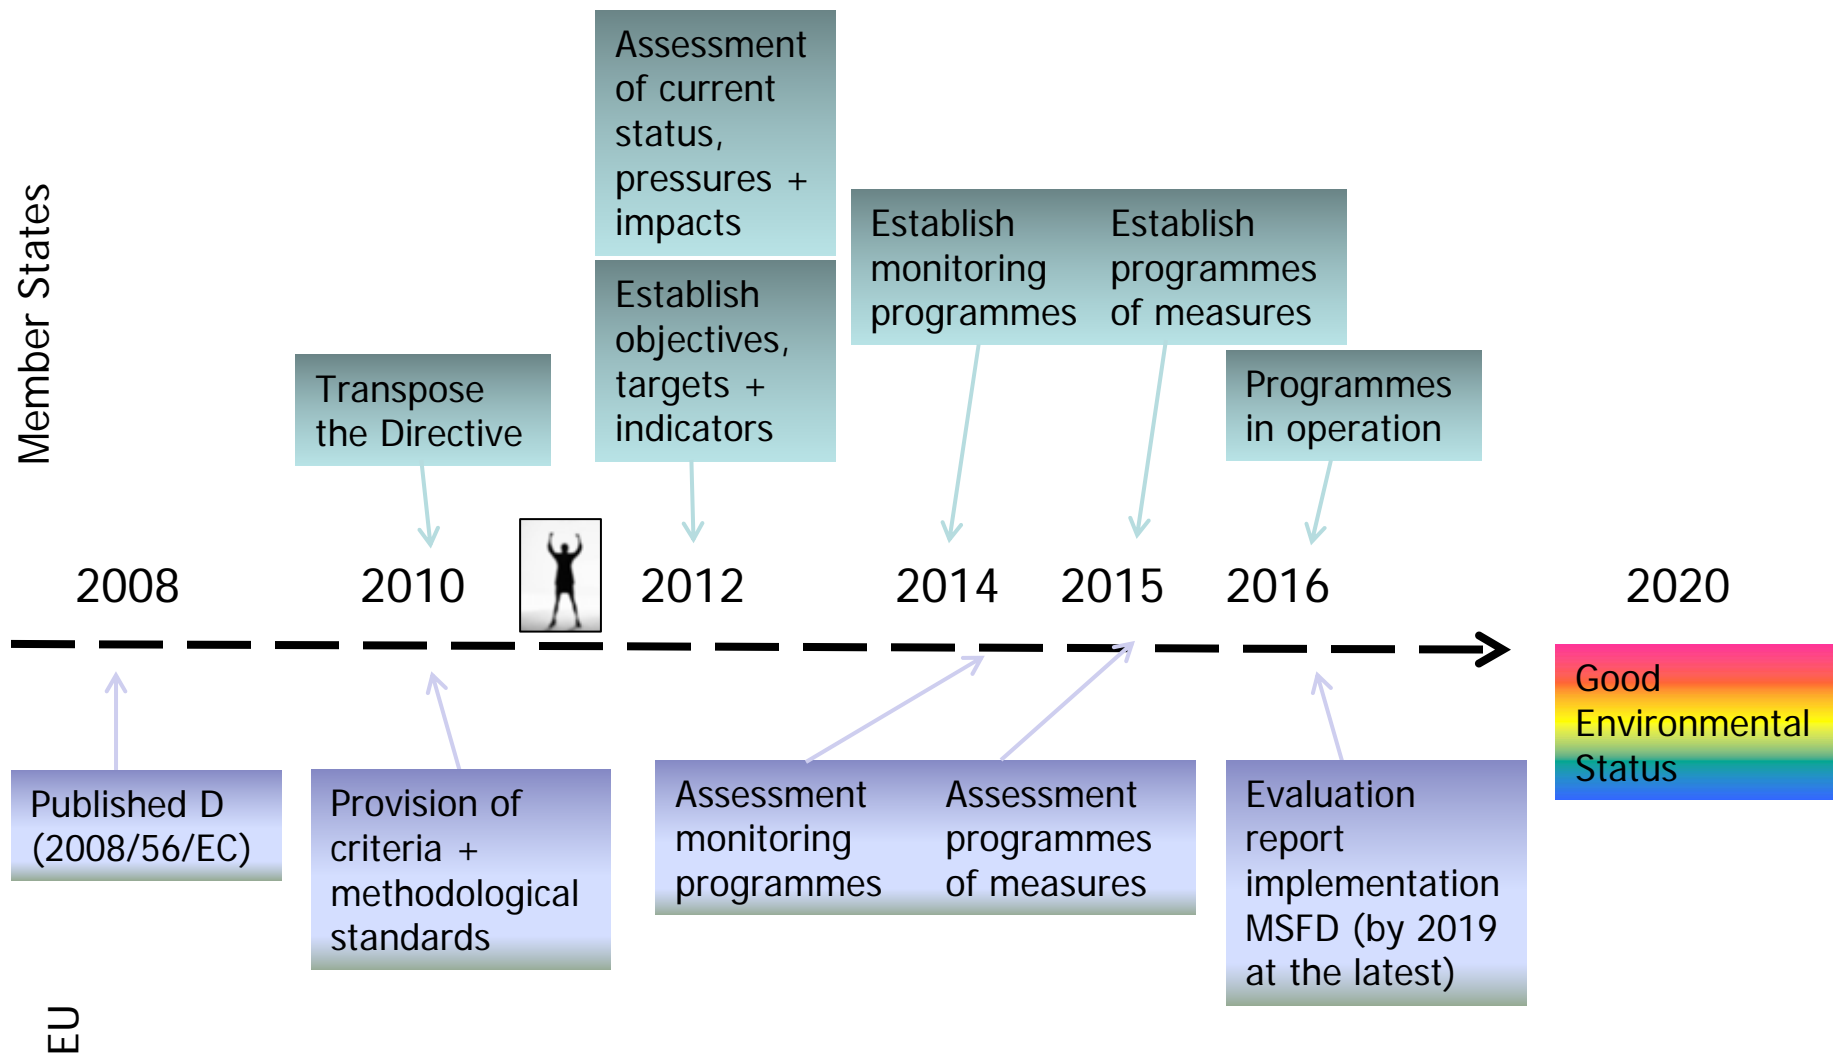 Member States
Assessment
of current
status,
pressures +
impacts
Establish
objectives,
targets +
indicators
Transpose
the Directive
Establish
monitoring
programmes
Establish
programmes
of measures
Programmes
in operation
2008
2010
2012
2014
2015
2016
2020
Good
Environmental
Status
Published D
(2008/56/EC)
Provision of
criteria +
methodological
standards
Assessment
monitoring
programmes
Assessment
programmes
of measures
Evaluation
report
implementation
MSFD (by 2019
at the latest)
EU